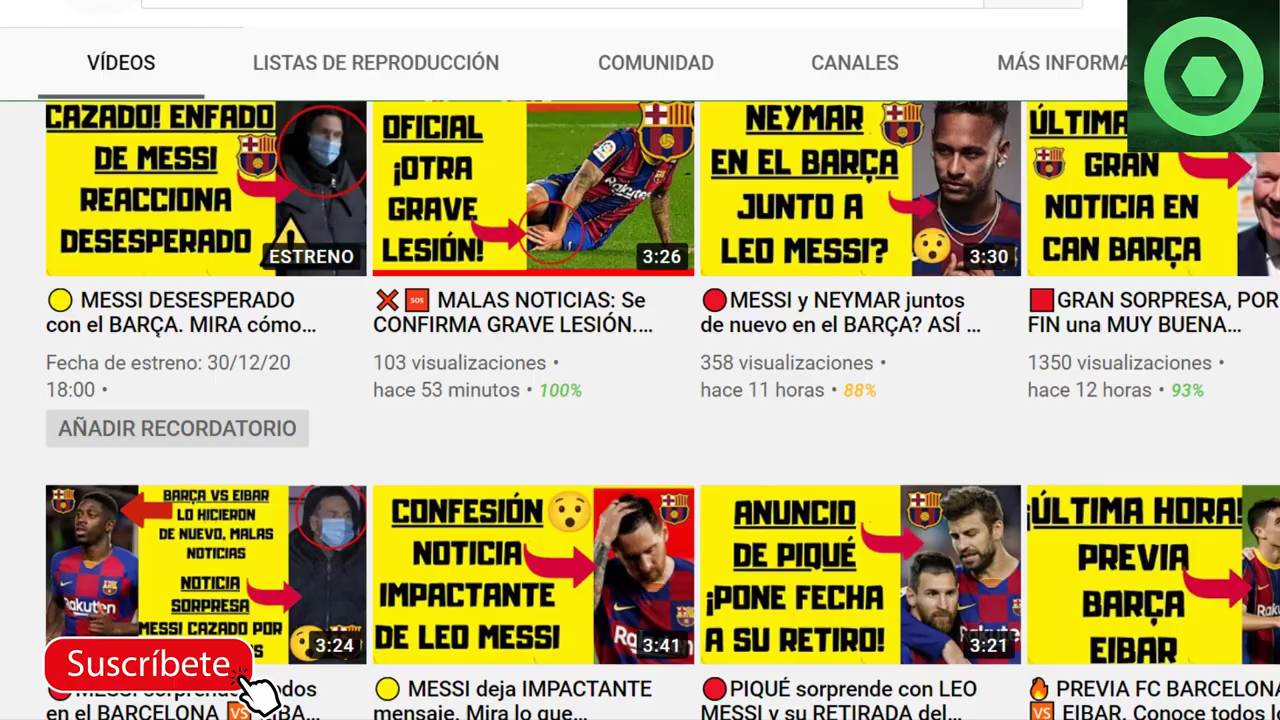 VÍDEOS
LISTAS DE REPRODUCCIÓN
COMUNIDAD
CANALES
MÁS INFORMA
CAZADO! ENFADO
DE MESSI
REACCIONA
DESESPERADO
ESTRENO
OFICIAL
¡OTRA
GRAVE
LESIÓN!
Rakuten
3:26
NEYMAR
EN EL BARÇA
JUNTO A
LEO MESSI?
3:30
ÚLTIMA
GRAN
NOTICIA EN
CAN BARÇA
MESSI DESESPERADO
con el BARÇA. MIRA cómo...
Fecha de estreno: 30/12/20
18:00 •
AÑADIR RECORDATORIO
❌ 🆘 MALAS NOTICIAS: Se
CONFIRMA GRAVE LESIÓN....
103 visualizaciones •
hace 53 minutos • 100%
MESSI y NEYMAR juntos
de nuevo en el BARÇA? ASÍ ...
358 visualizaciones •
hace 11 horas • 88%
GRAN SORPRESA, POR
FIN una MUY BUENA...
1350 visualizaciones •
hace 12 horas • 93%
BARÇA VS EIBAR
LO HICIERON
DE NUEVO, MALAS
NOTICIAS
NOTICIA
SORPRESA
MESSI CAZADO POR
Rakuten
3:24
CONFESIÓN
NOTICIA
IMPACTANTE
DE LEO MESSI
3:41
ANUNCIO
DE PIQUÉ
¡PONE FECHA
A SU RETIRO!
3:21
¡ÚLTIMA HORA!
PREVIA
BARÇA
EIBAR
Suscríbete
en el BARCELONA 🆚
MESSI deja IMPACTANTE
mensaje. Mira lo que...
PIQUÉ sorprende con LEO
MESSI y su RETIRADA del...
PREVIA FC BARCELONA
🆚 EIBAR. Conoce todos